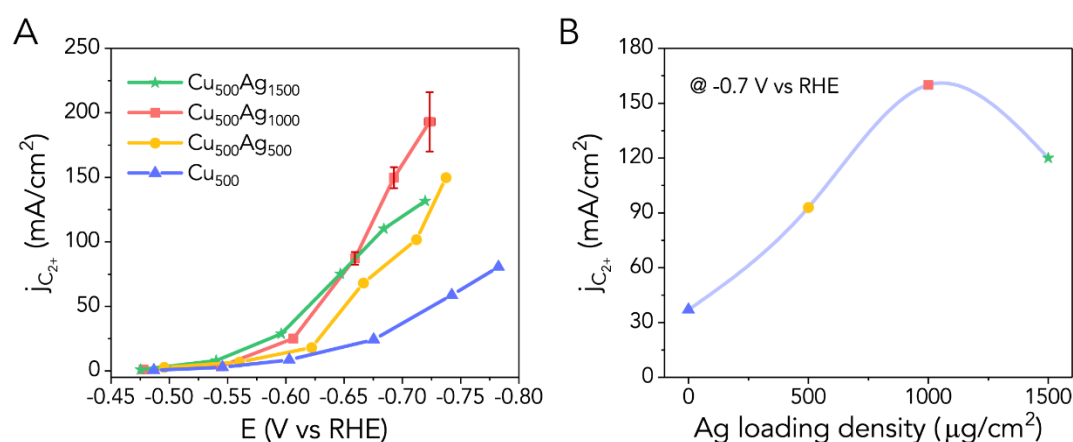 A
250
200
150
100
50
0
j_C₂₊ (mA/cm²)
Cu₅₀₀Ag₁₅₀₀
Cu₅₀₀Ag₁₀₀₀
Cu₅₀₀Ag₅₀₀
Cu₅₀₀
-0.45 -0.50 -0.55 -0.60 -0.65 -0.70 -0.75 -0.80
E (V vs RHE)
B
180
150
120
90
60
30
0
j_C₂₊ (mA/cm²)
@ -0.7 V vs RHE
0 500 1000 1500
Ag loading density (μg/cm²)